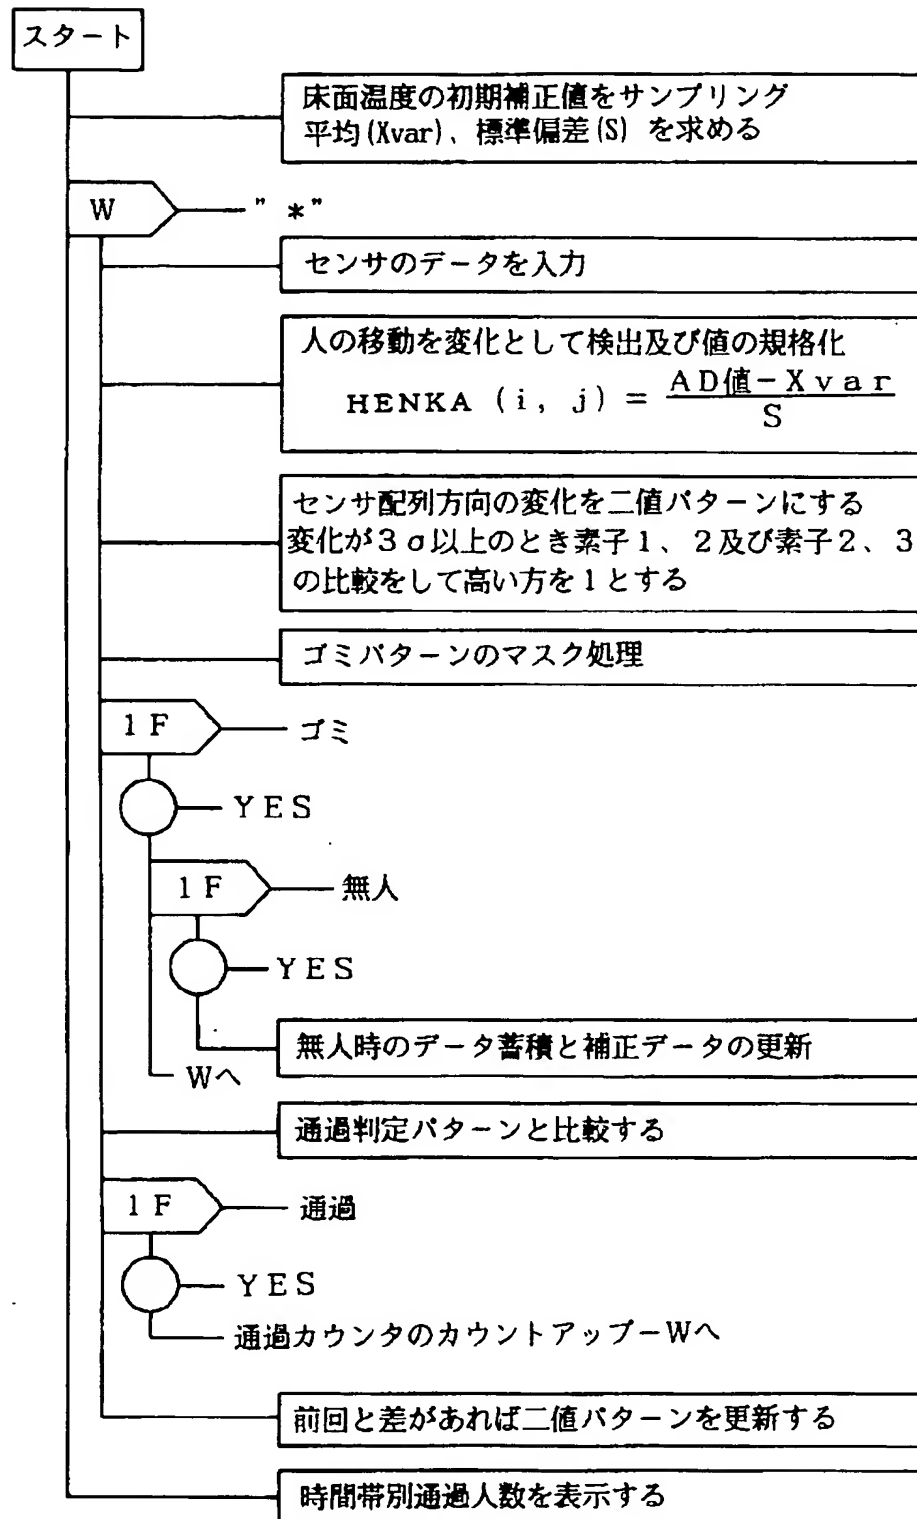 スタート
床面温度の初期補正値をサンプリング
平均(Xvar)、標準偏差(S) を求める
W
" *"
センサのデータを入力
人の移動を変化として検出及び値の規格化
HENKA (i, j) = AD値−Xvar / S
センサ配列方向の変化を二値パターンにする
変化が3σ以上のとき素子1、2及び素子2、3
の比較をして高い方を1とする
ゴミパターンのマスク処理
1F
ゴミ
YES
1F
無人
YES
無人時のデータ蓄積と補正データの更新
Wへ
通過判定パターンと比較する
1F
通過
YES
通過カウンタのカウントアップ−Wへ
前回と差があれば二値パターンを更新する
時間帯別通過人数を表示する